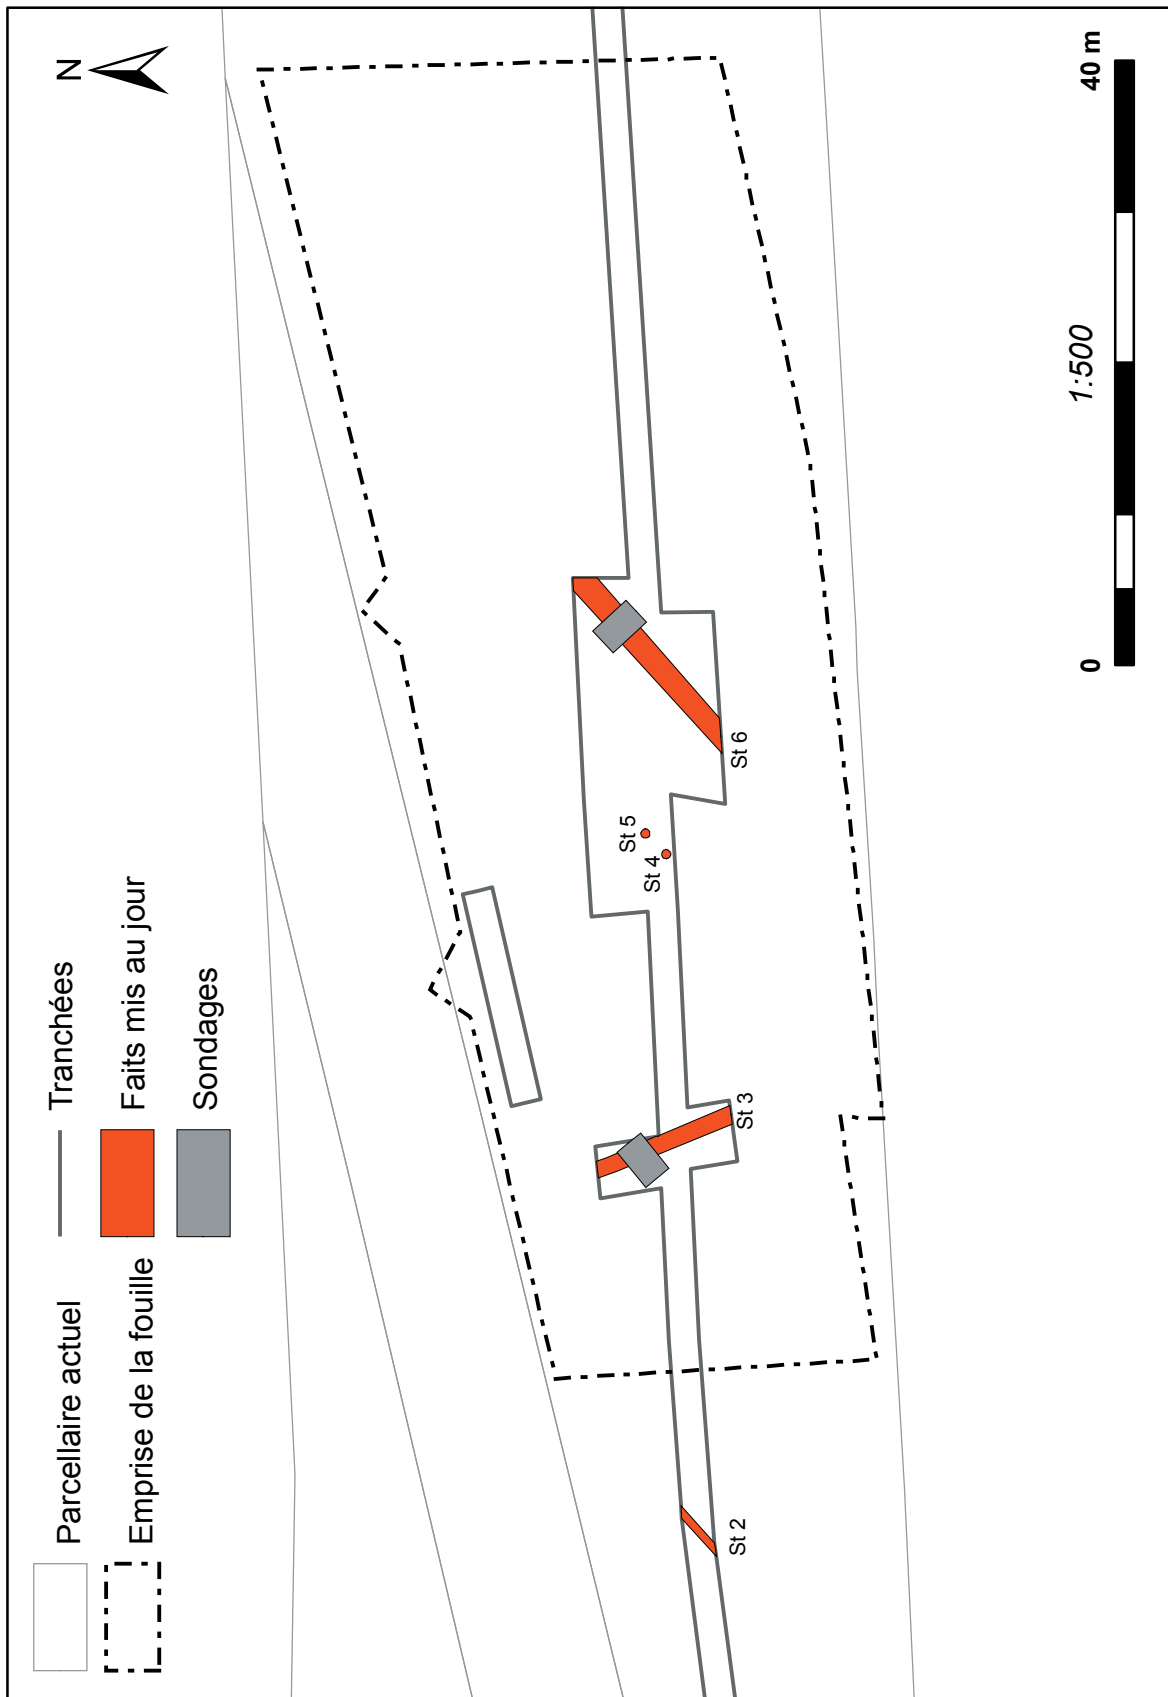 Parcellaire actuel
Emprise de la fouille
Tranchées
Faits mis au jour
Sondages
N
St 2
St 3
St 4
St 5
St 6
1:500
0
40 m